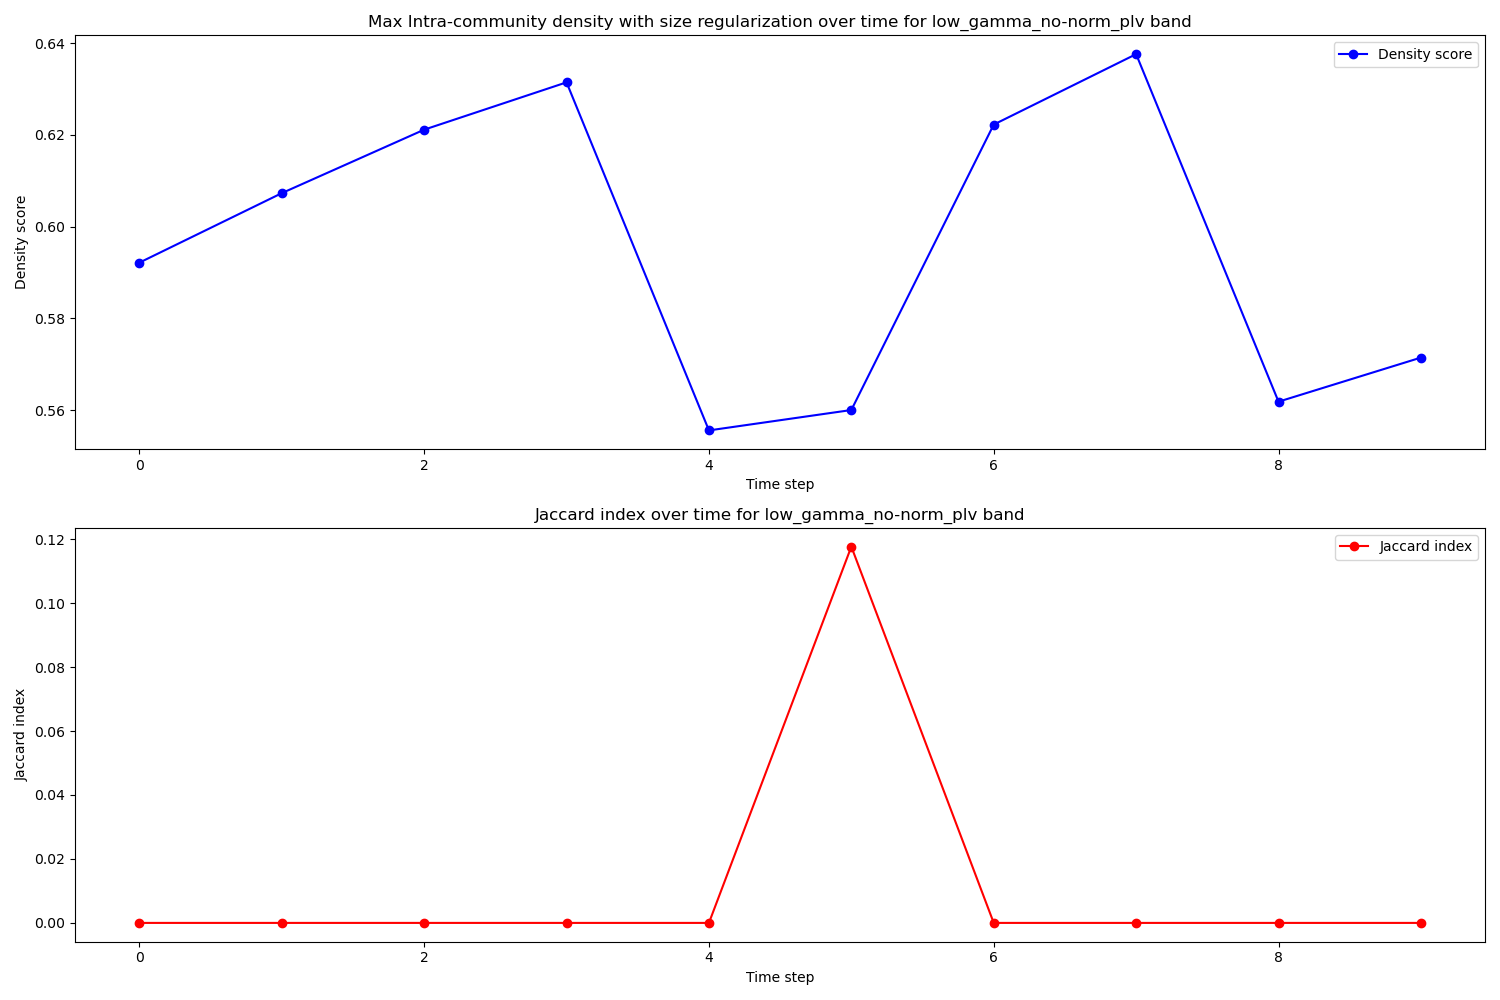 Max Intra-community density with size regularization over time for low_gamma_no-norm_plv band
Density score
0.64
0.62
0.60
0.58
0.56
Density score
0 2 4 6 8
Time step
Jaccard index over time for low_gamma_no-norm_plv band
Jaccard index
0.12
0.10
0.08
0.06
0.04
0.02
0.00
Jaccard index
0 2 4 6 8
Time step